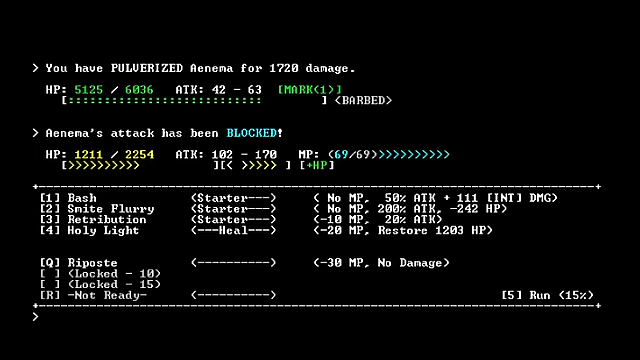 > You have PULVERIZED Aenema for 1720 damage.
HP: 5125 / 6036 ATK: 42 - 63 [MARK(1)]
[::::::::::::::::::::::::::: ] <BARBED>
> Aenema's attack has been BLOCKED!
HP: 1211 / 2254 ATK: 102 - 170 MP: (69/69)>>>>>>>>>>>
[>>>>>>>>>> ][< >>>>> ] [+HP]
+------------------------------------------------------------------------------+
[1] Bash <Starter---> ( No MP, 50% ATK + 111 [INT] DMG)
[2] Smite Flurry <Starter---> ( No MP, 200% ATK, -242 HP)
[3] Retribution <Starter---> (-10 MP, 20% ATK)
[4] Holy Light <---Heal---> (-20 MP, Restore 1203 HP)
[Q] Riposte <----------> (-30 MP, No Damage)
[ ] (Locked - 10)
[ ] (Locked - 15)
[R] -Not Ready- <----------> [5] Run (15%)
+------------------------------------------------------------------------------+
>